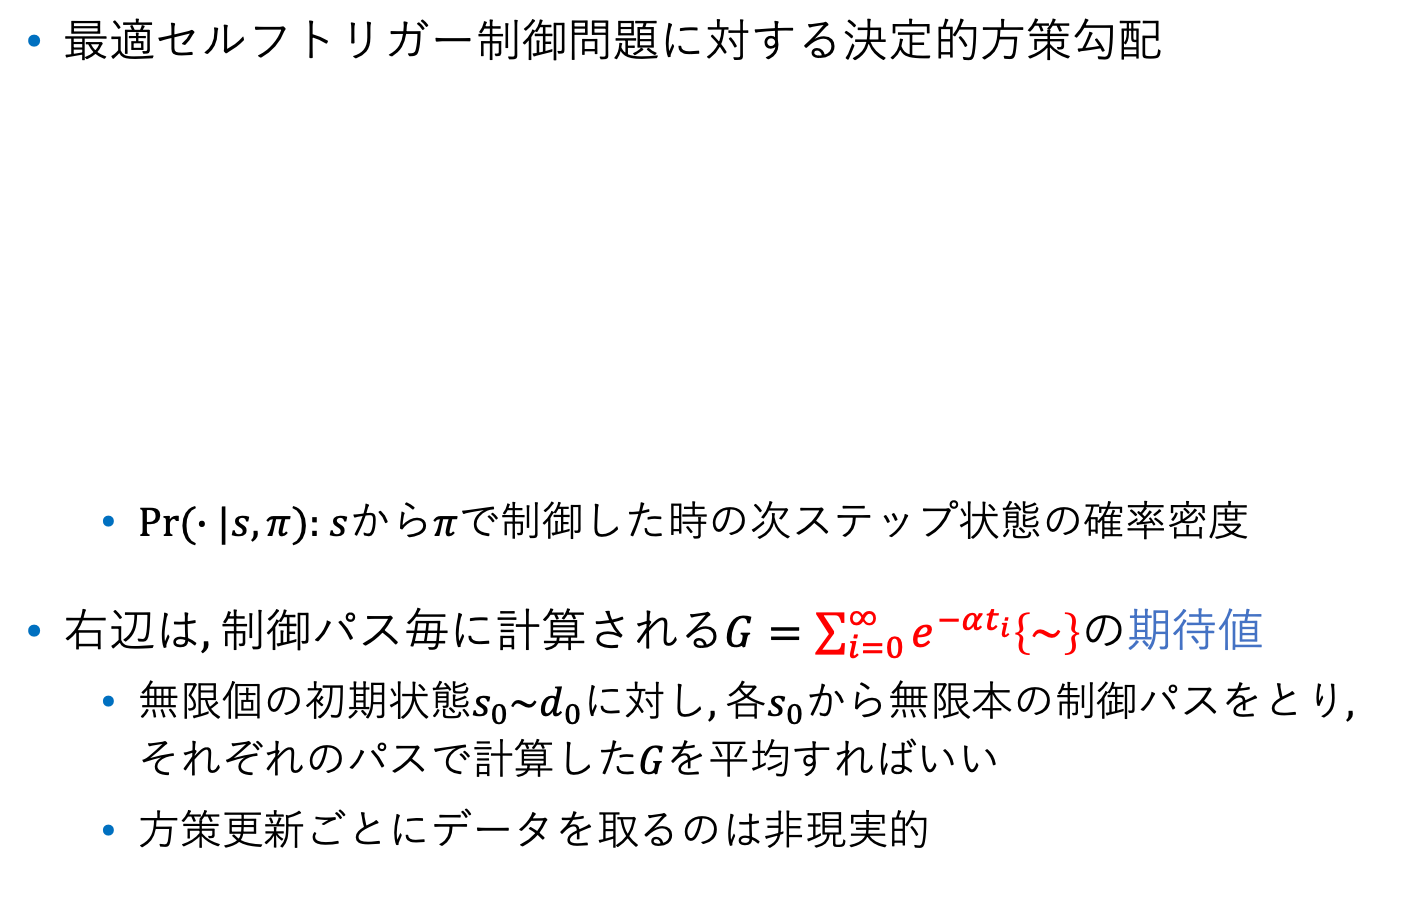 • 最適セルフトリガー制御問題に対する決定的方策勾配
• Pr(· |s, π): sからπで制御した時の次ステップ状態の確率密度
• 右辺は, 制御パス毎に計算されるG = ∑_{i=0}^{∞} e^{−αt_i}{~}の期待値
• 無限個の初期状態s₀~d₀に対し, 各s₀から無限本の制御パスをとり,
それぞれのパスで計算したGを平均すればいい
• 方策更新ごとにデータを取るのは非現実的